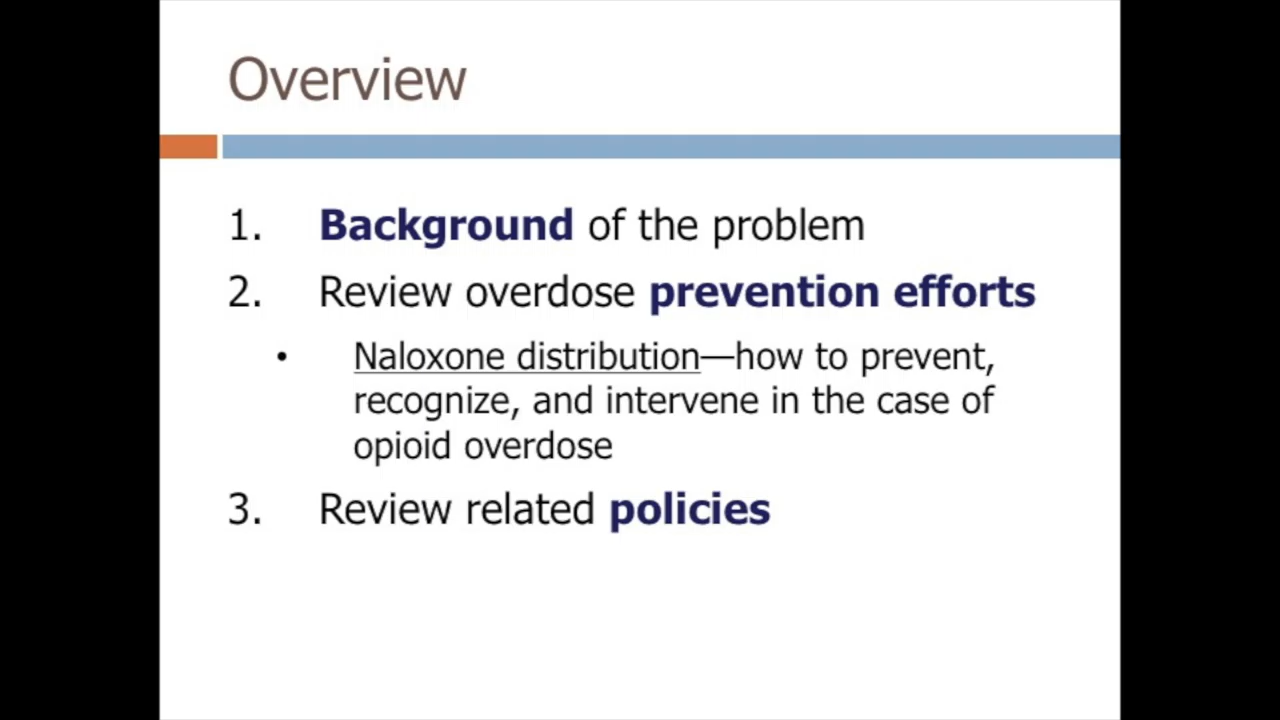 Overview
1. Background of the problem
2. Review overdose prevention efforts
• Naloxone distribution—how to prevent,
recognize, and intervene in the case of
opioid overdose
3. Review related policies